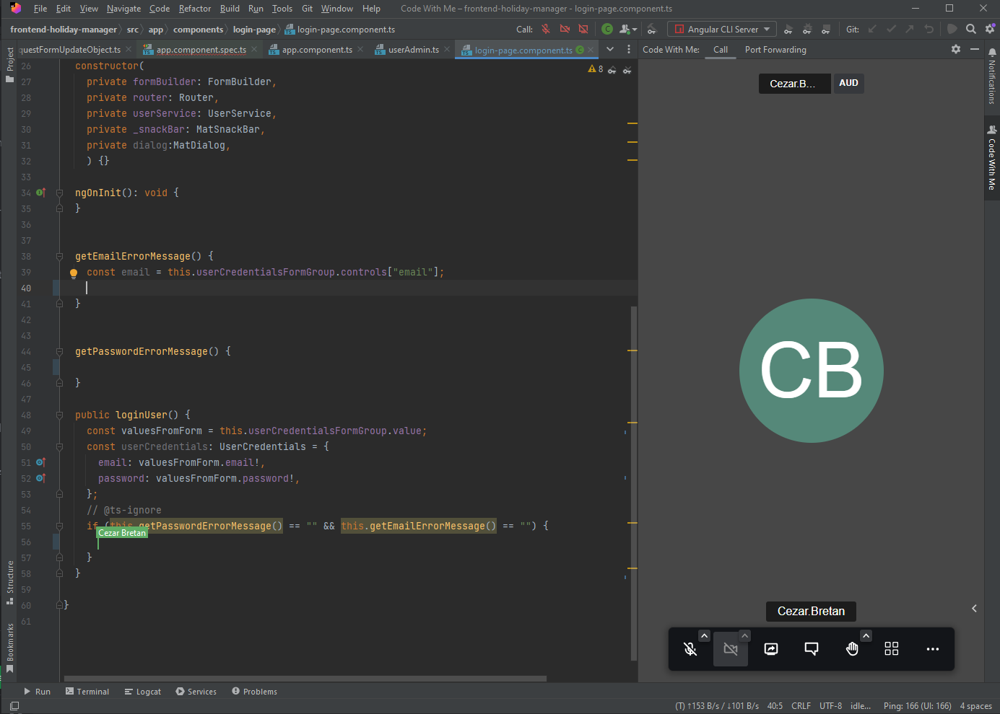 File Edit View Navigate Code Refactor Build Run Tools Git Window Help Code With Me – frontend-holiday-manager - login-page.component.ts
frontend-holiday-manager src app components login-page login-page.component.ts Call: Angular CLI Server Git:
questFormUpdateObject.ts app.component.spec.ts app.component.ts userAdmin.ts login-page.component.ts Code With Me: Call Port Forwarding
Project
Notifications
Code With Me
8
26 constructor(
27 private formBuilder: FormBuilder,
28 private router: Router,
29 private userService: UserService,
30 private _snackBar: MatSnackBar,
31 private dialog:MatDialog,
32 ) {}
33
34 ngOnInit(): void {
35 }
36
37
38 getEmailErrorMessage() {
39 const email = this.userCredentialsFormGroup.controls["email"];
40
41 }
42
43
44 getPasswordErrorMessage() {
45
46 }
47
48 public loginUser() {
49 const valuesFromForm = this.userCredentialsFormGroup.value;
50 const userCredentials: UserCredentials = {
51 email: valuesFromForm.email!,
52 password: valuesFromForm.password!,
53 };
54 // @ts-ignore
55 if (this.getPasswordErrorMessage() == "" && this.getEmailErrorMessage() == "") {
Cezar Bretan
56
57 }
58 }
59
60 }
61
Cezar.B... AUD
CB
Cezar.Bretan
Structure
Bookmarks
Run Terminal Logcat Services Problems
(T) ↑153 B/s / ↓101 B/s 40:5 CRLF UTF-8 idle... Ping: 166 (UI: 166) 4 spaces